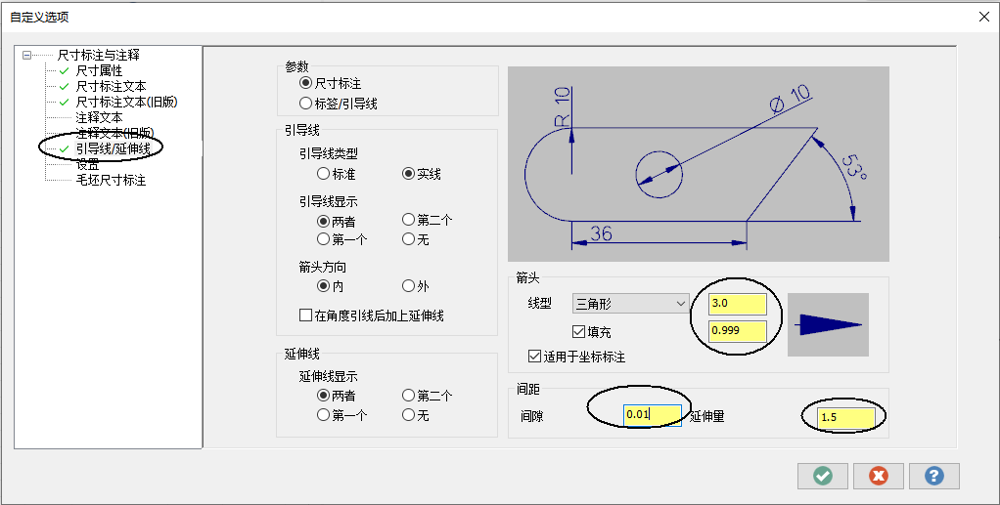 自定义选项
尺寸标注与注释
尺寸属性
尺寸标注文本
尺寸标注文本(旧版)
注释文本
注释文本(旧版)
引导线/延伸线
设置
毛坯尺寸标注
参数
尺寸标注
标签/引导线
引导线
引导线类型
标准 实线
引导线显示
两者 第二个
第一个 无
箭头方向
内 外
在角度引线后加上延伸线
延伸线
延伸线显示
两者 第二个
第一个 无
R 10
Ø 10
53°
36
箭头
线型 三角形 3.0
填充 0.999
适用于坐标标注
间距
间隙 0.01 延伸量 1.5